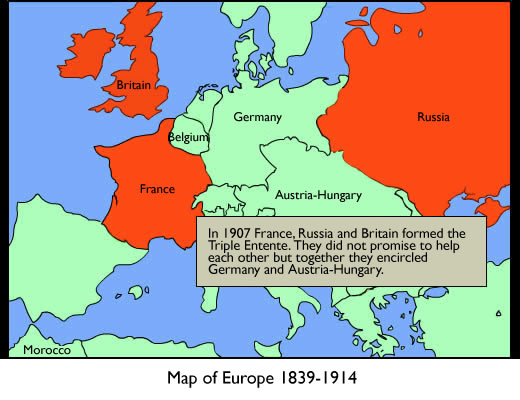 Britain
Germany
Russia
Belgium
France
Austria-Hungary
In 1907 France, Russia and Britain formed the
Triple Entente. They did not promise to help
each other but together they encircled
Germany and Austria-Hungary.
Morocco
Map of Europe 1839-1914